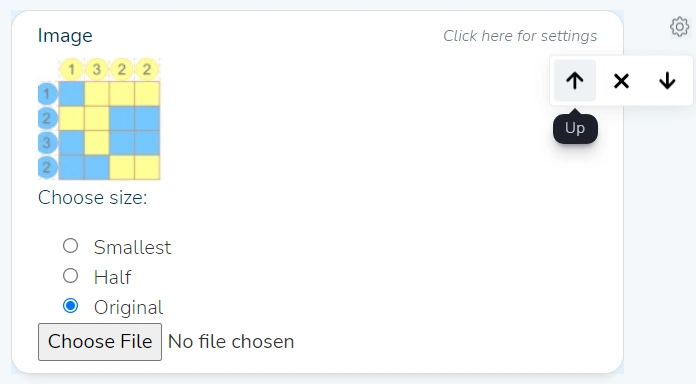 Image
Click here for settings
1 3 2 2
1
2
3
2
Up
Choose size:
Smallest
Half
Original
Choose File No file chosen